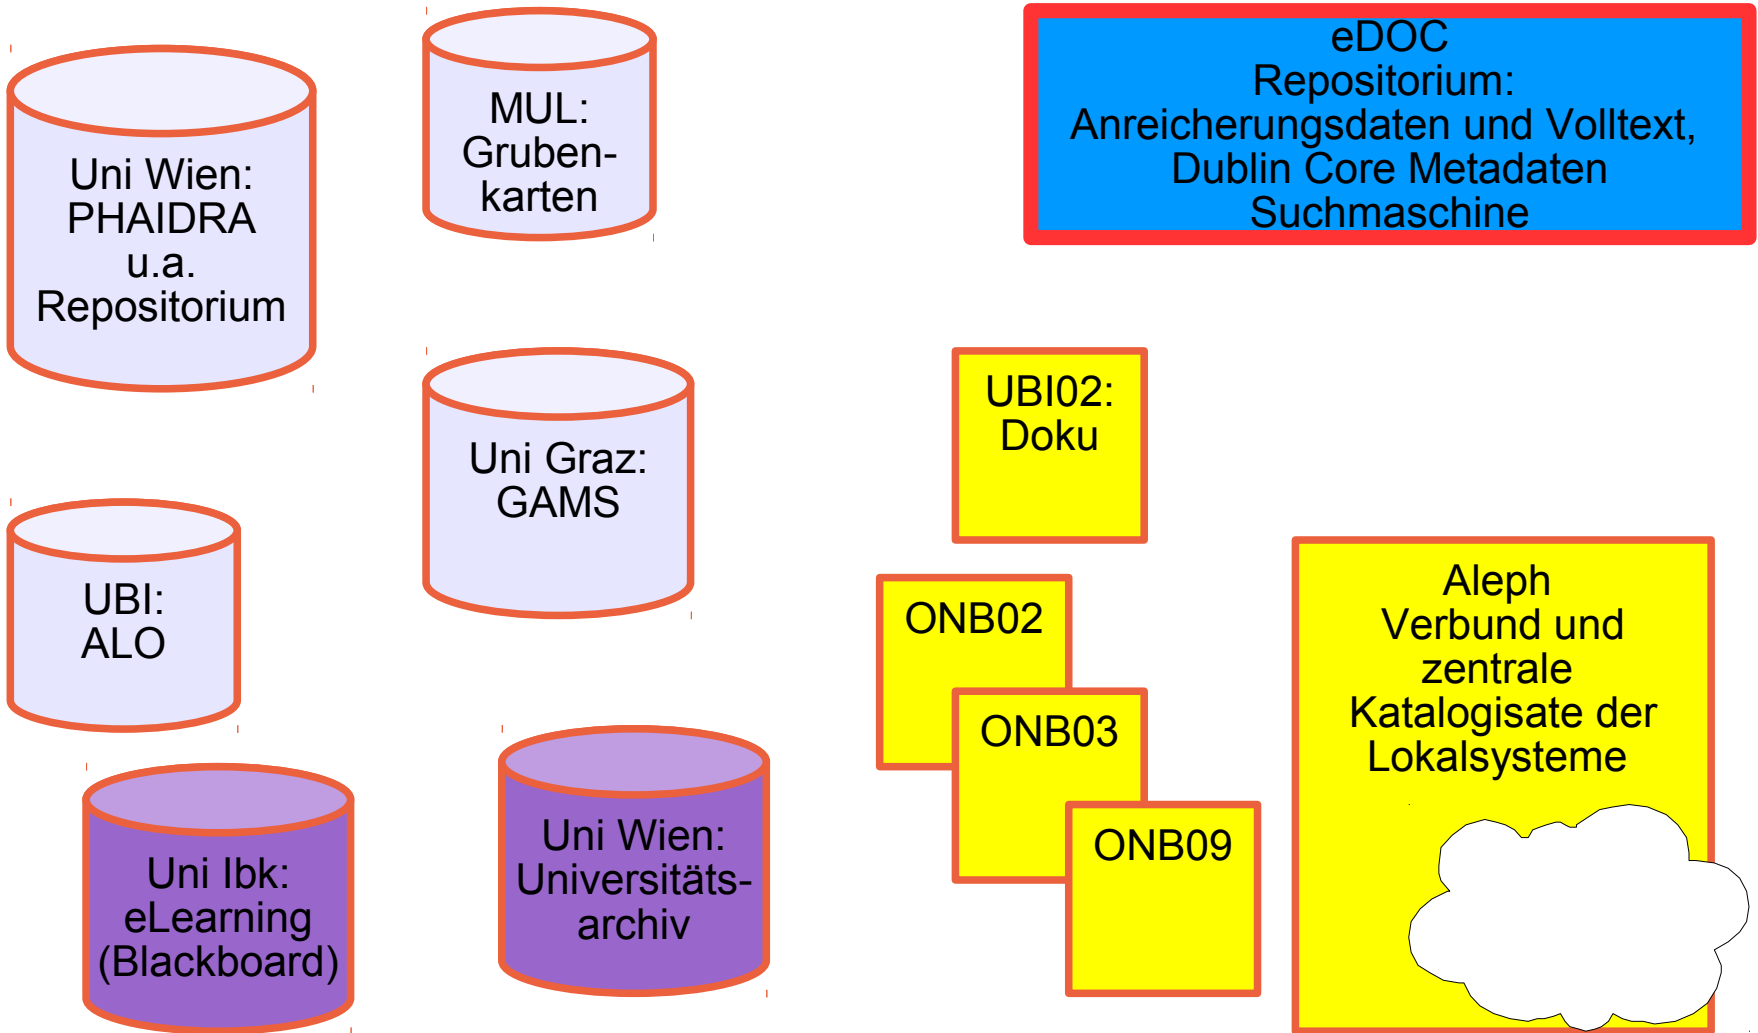 Uni Wien:
PHAIDRA
u.a.
Repositorium
MUL:
Gruben-
karten
eDOC
Repositorium:
Anreicherungsdaten und Volltext,
Dublin Core Metadaten
Suchmaschine
Uni Graz:
GAMS
UBI02:
Doku
UBI:
ALO
ONB02
ONB03
ONB09
Aleph
Verbund und
zentrale
Katalogisate der
Lokalsysteme
Uni Ibk:
eLearning
(Blackboard)
Uni Wien:
Universitäts-
archiv